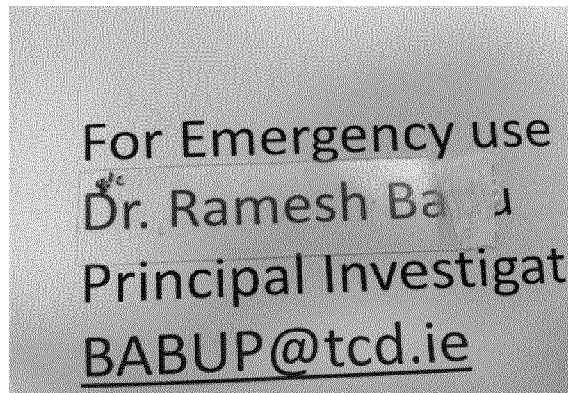 For Emergency use
Dr. Ramesh
Principal Investigat
BABUP@tcd.ie